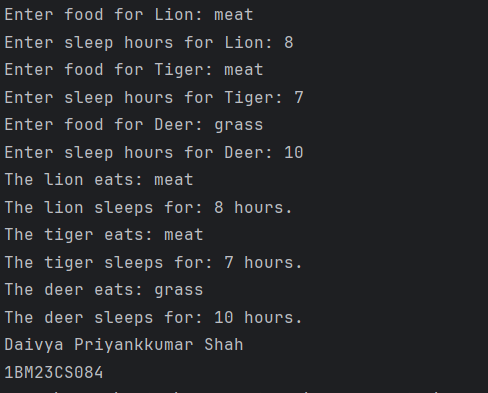 Enter food for Lion: meat
Enter sleep hours for Lion: 8
Enter food for Tiger: meat
Enter sleep hours for Tiger: 7
Enter food for Deer: grass
Enter sleep hours for Deer: 10
The lion eats: meat
The lion sleeps for: 8 hours.
The tiger eats: meat
The tiger sleeps for: 7 hours.
The deer eats: grass
The deer sleeps for: 10 hours.
Daivya Priyankkumar Shah
1BM23CS084